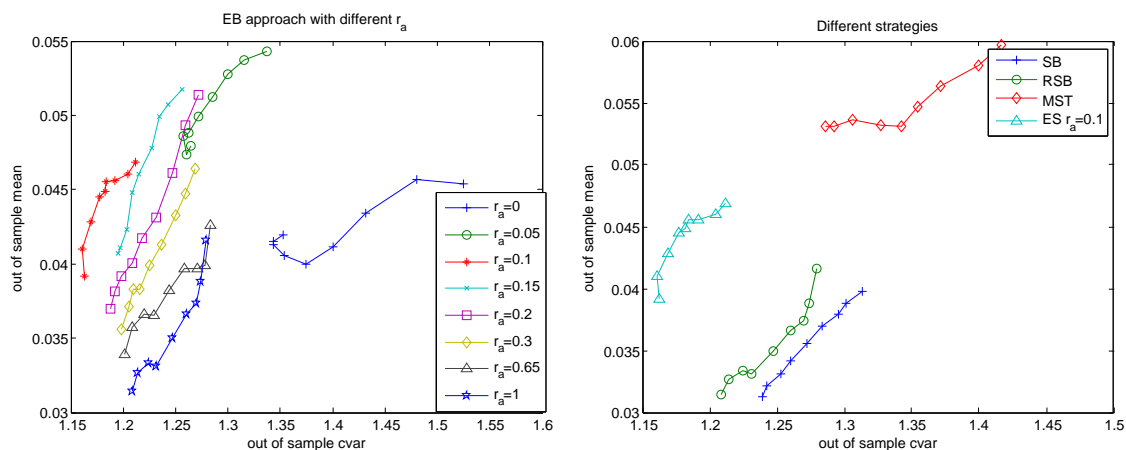 EB approach with different r_a
0.055
0.05
0.045
0.04
0.035
0.03
out of sample mean
1.15 1.2 1.25 1.3 1.35 1.4 1.45 1.5 1.55 1.6
out of sample cvar
r_a=0
r_a=0.05
r_a=0.1
r_a=0.15
r_a=0.2
r_a=0.3
r_a=0.65
r_a=1
Different strategies
0.06
0.055
0.05
0.045
0.04
0.035
0.03
out of sample mean
1.15 1.2 1.25 1.3 1.35 1.4 1.45 1.5
out of sample cvar
SB
RSB
MST
ES r_a=0.1